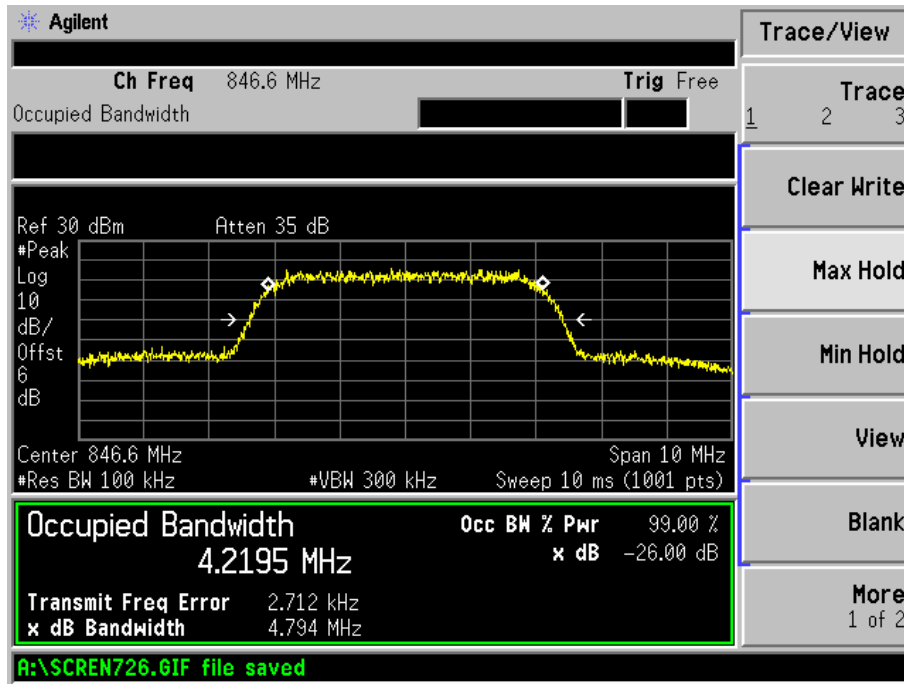 Agilent
Trace/View
Ch Freq 846.6 MHz Trig Free
Occupied Bandwidth
Trace
1 2 3
Clear Write
Max Hold
Min Hold
View
Blank
More
1 of 2
Ref 30 dBm Atten 35 dB
#Peak
Log
10
dB/
Offst
6
dB
Center 846.6 MHz Span 10 MHz
#Res BW 100 kHz #VBW 300 kHz Sweep 10 ms (1001 pts)
Occupied Bandwidth Occ BW % Pwr 99.00 %
4.2195 MHz x dB -26.00 dB
Transmit Freq Error 2.712 kHz
x dB Bandwidth 4.794 MHz
A:\SCREN726.GIF file saved